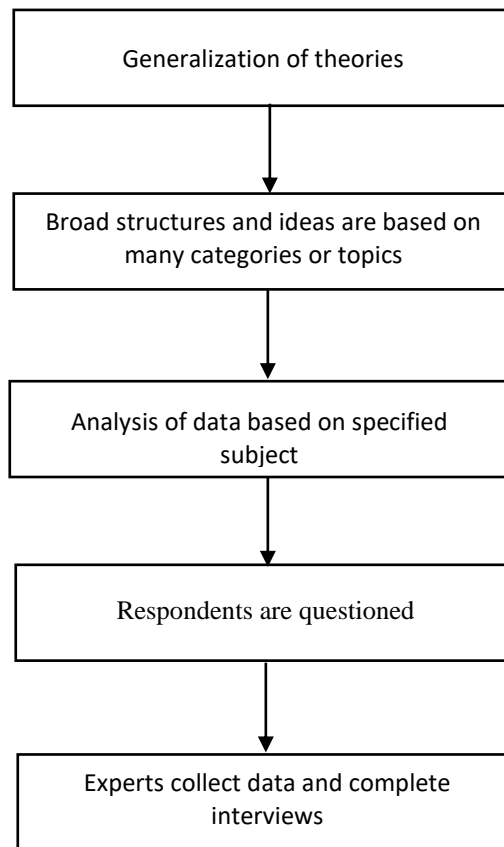 Generalization of theories
Broad structures and ideas are based on
many categories or topics
Analysis of data based on specified
subject
Respondents are questioned
Experts collect data and complete
interviews